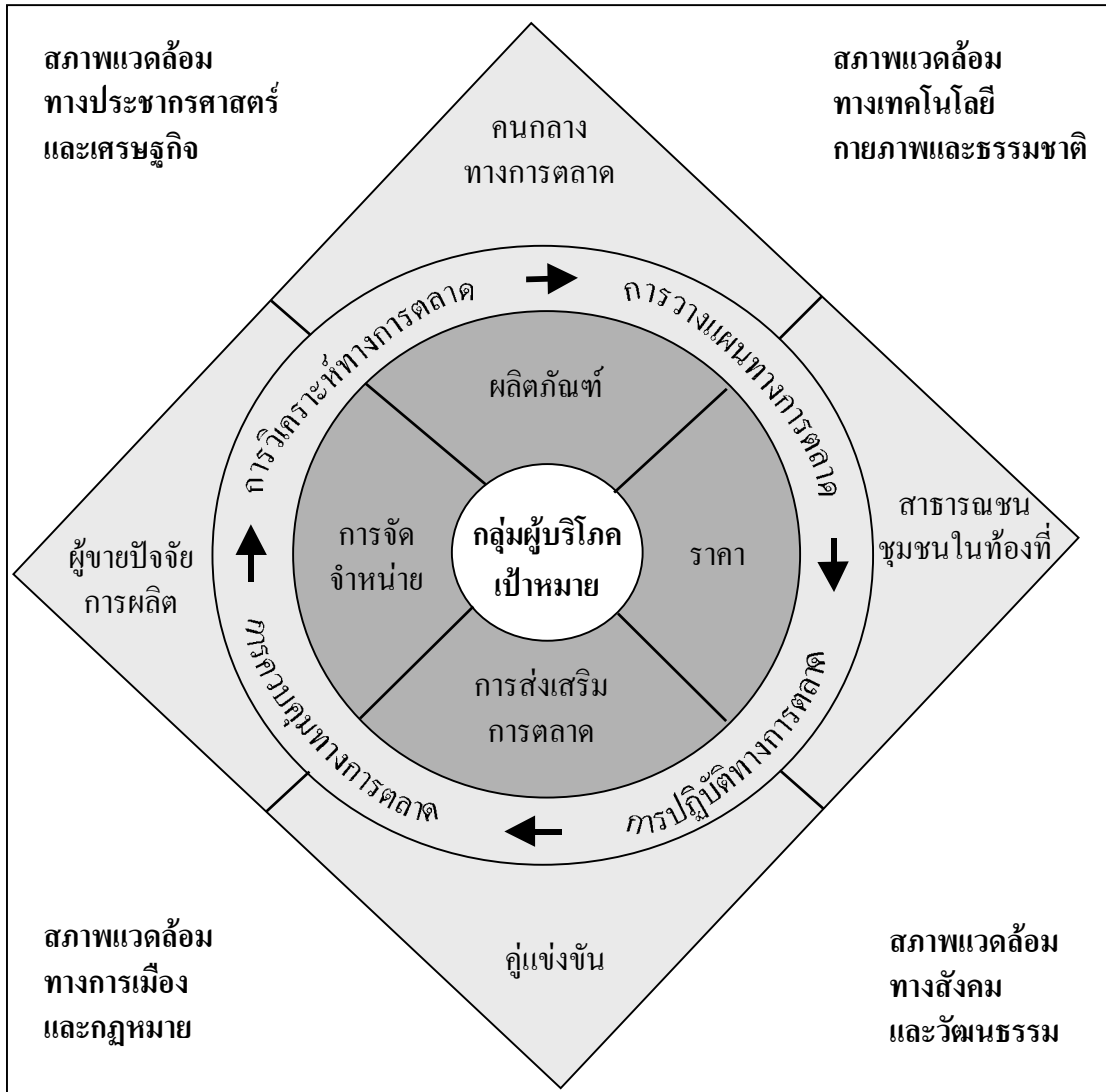 สภาพแวดล้อม
ทางประชากรศาสตร์
และเศรษฐกิจ
สภาพแวดล้อม
ทางเทคโนโลยี
กายภาพและธรรมชาติ
คนกลาง
ทางการตลาด
การวิเคราะห์ทางการตลาด
การวางแผนทางการตลาด
ผลิตภัณฑ์
ผู้ขายปัจจัย
การผลิต
การจัด
จำหน่าย
กลุ่มผู้บริโภค
เป้าหมาย
ราคา
สาธารณชน
ชุมชนในท้องที่
การส่งเสริม
การตลาด
การควบคุมทางการตลาด
การปฏิบัติทางการตลาด
คู่แข่งขัน
สภาพแวดล้อม
ทางการเมือง
และกฎหมาย
สภาพแวดล้อม
ทางสังคม
และวัฒนธรรม